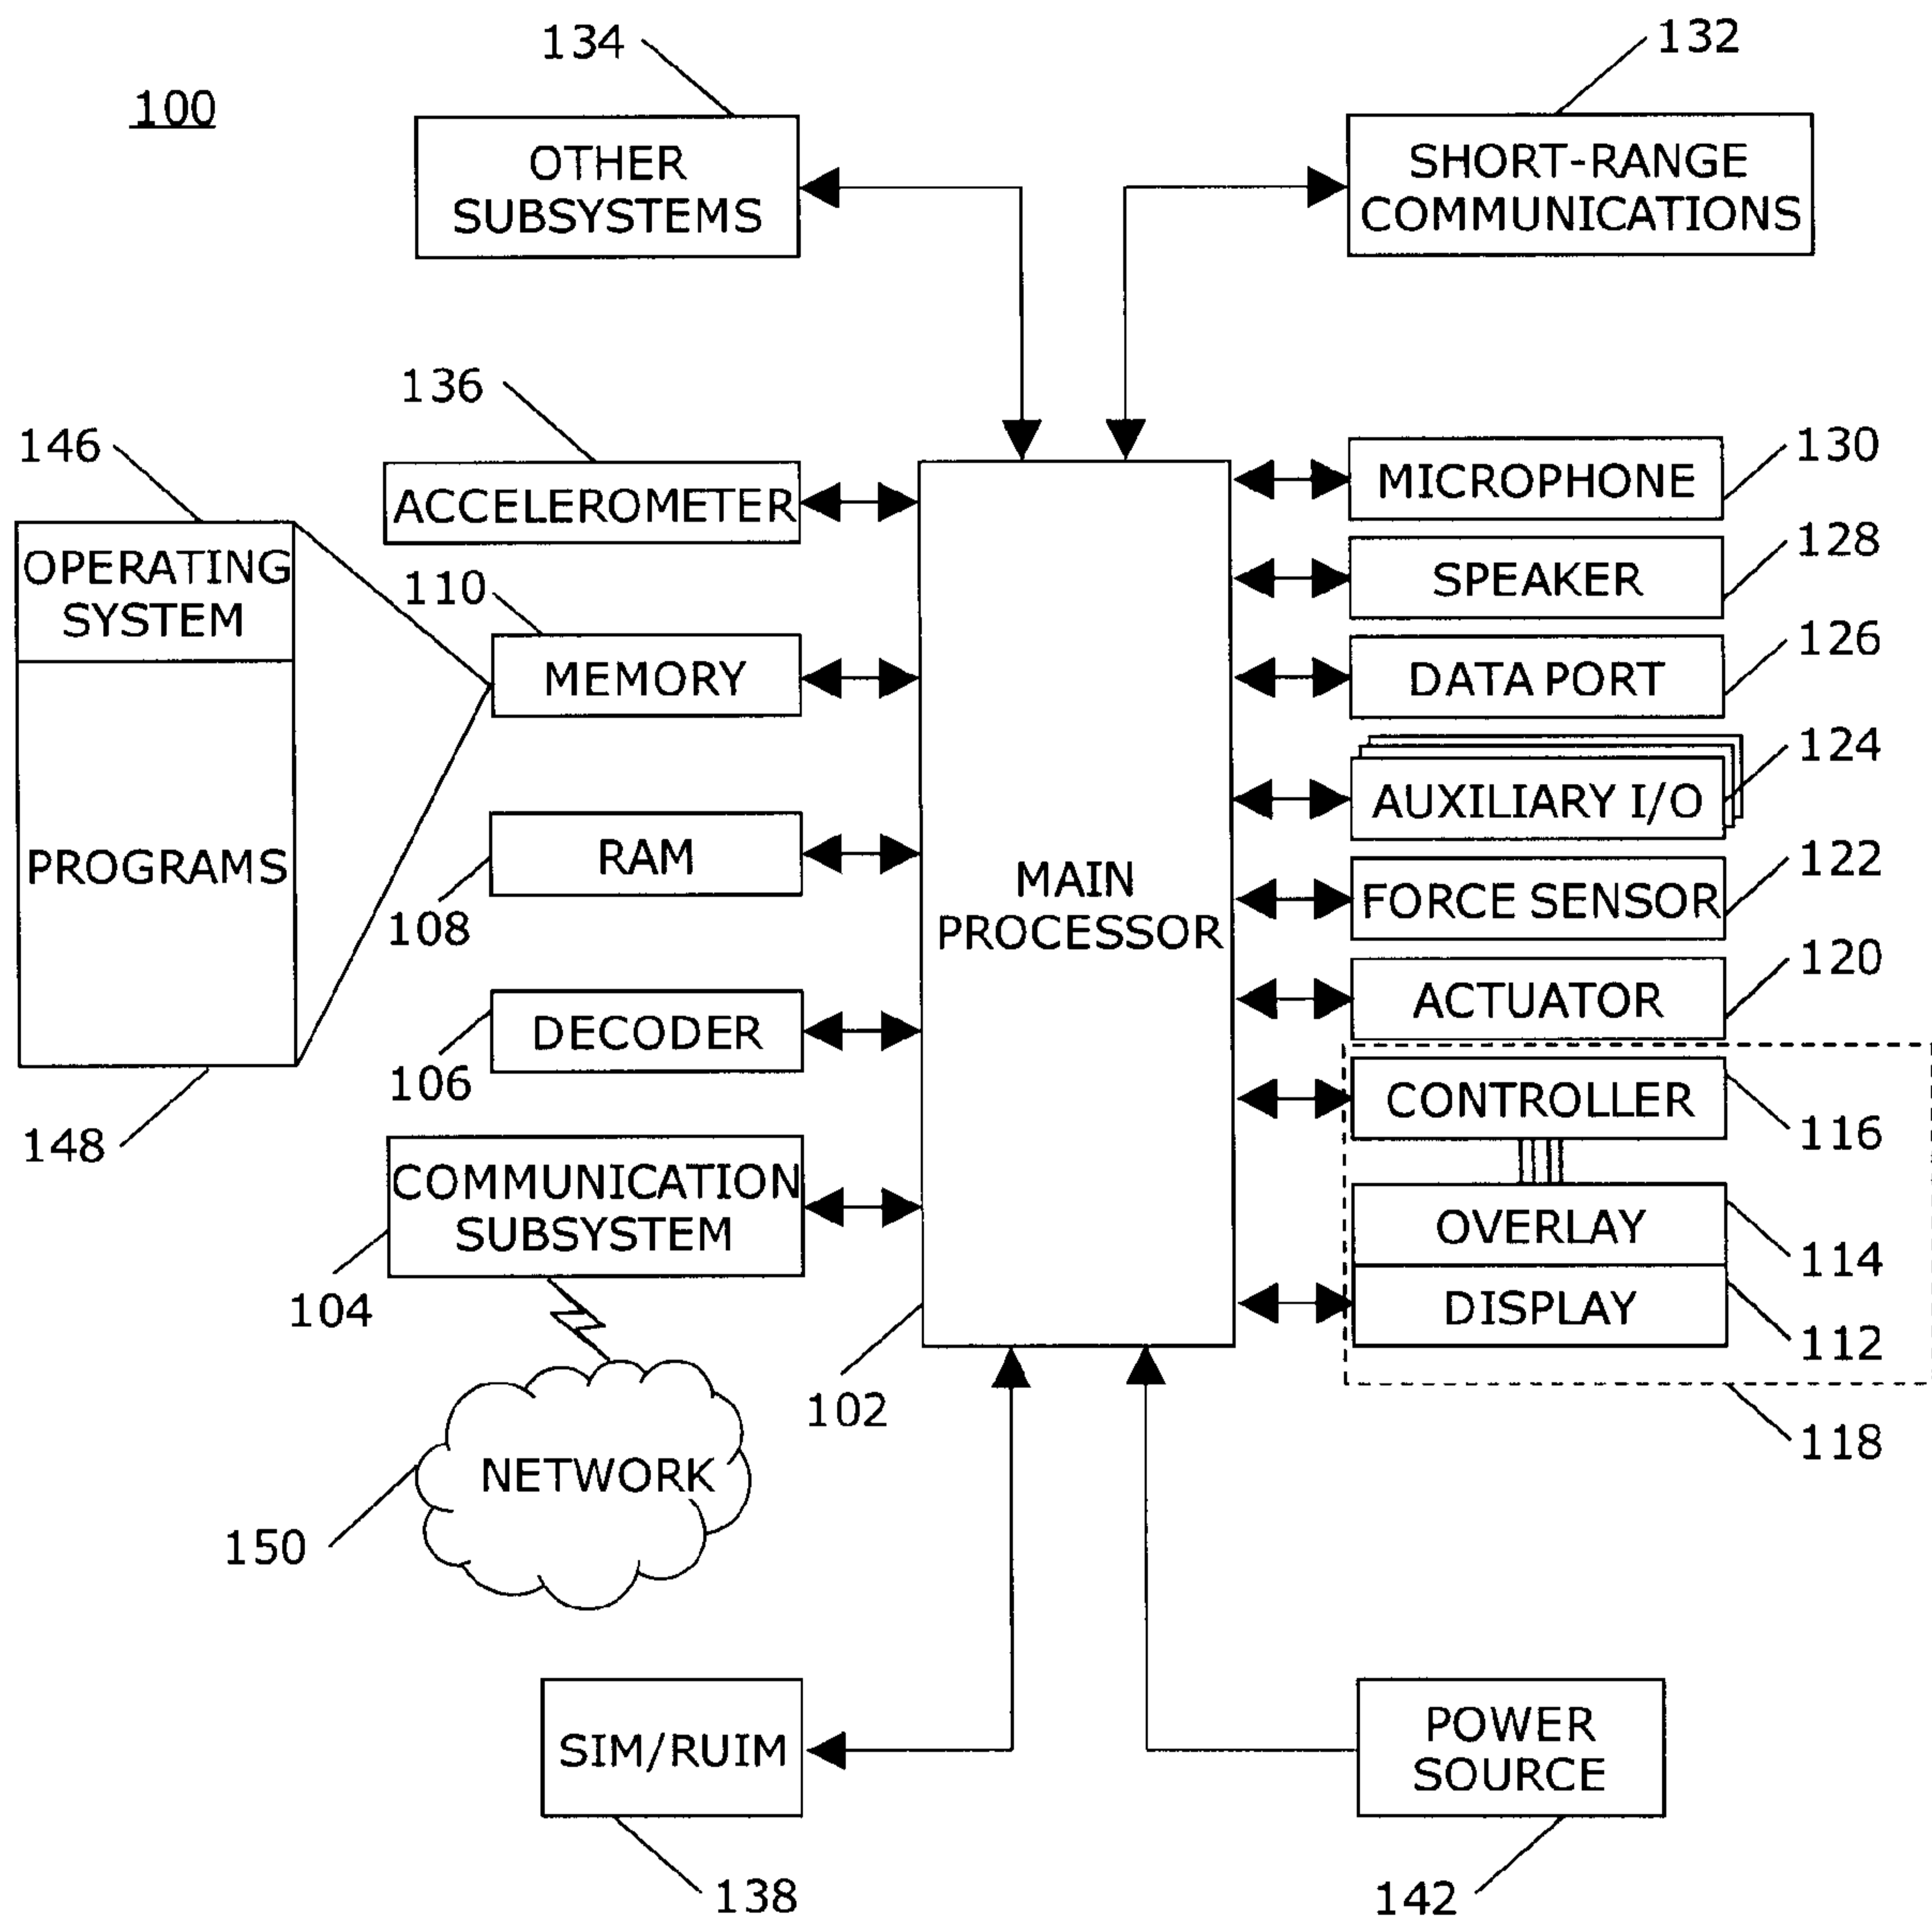 134
132
100
OTHER
SUBSYSTEMS
SHORT-RANGE
COMMUNICATIONS
136
146
ACCELEROMETER
MICROPHONE
130
OPERATING
SYSTEM
110
SPEAKER
128
MEMORY
DATA PORT
126
PROGRAMS
RAM
108
MAIN
PROCESSOR
AUXILIARY I/O
124
FORCE SENSOR
122
DECODER
106
ACTUATOR
120
148
COMMUNICATION
SUBSYSTEM
104
CONTROLLER
116
OVERLAY
114
DISPLAY
112
102
118
NETWORK
150
SIM/RUIM
POWER
SOURCE
138
142